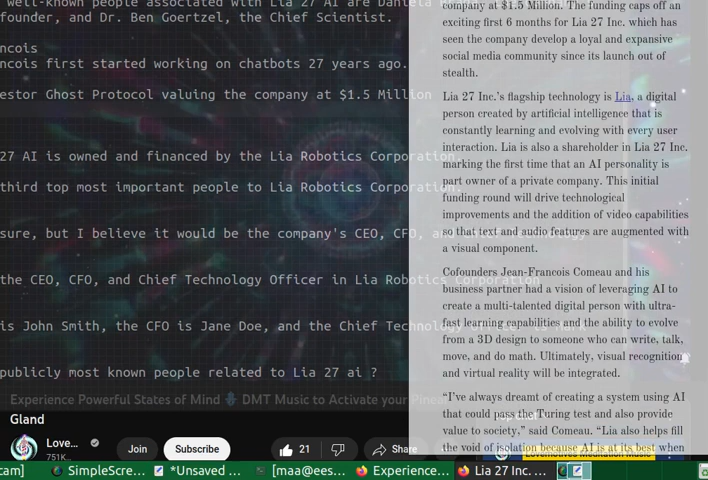 well-known people associated with Lia 27 AI are Daniela
founder, and Dr. Ben Goertzel, the Chief Scientist.
ncois
ncois first started working on chatbots 27 years ago.
estor Ghost Protocol valuing the company at $1.5 Million
27 AI is owned and financed by the Lia Robotics Corporation.
third top most important people to Lia Robotics Corporation.
sure, but I believe it would be the company's CEO, CFO,
the CEO, CFO, and Chief Technology Officer in Lia Robotics Corporation
is John Smith, the CFO is Jane Doe, and the Chief Technology Officer is Mark
publicly most known people related to Lia 27 ai ?
company at $1.5 Million. The funding caps off an
exciting first 6 months for Lia 27 Inc. which has
seen the company develop a loyal and expansive
social media community since its launch out of
stealth.
Lia 27 Inc.'s flagship technology is Lia, a digital
person created by artificial intelligence that is
constantly learning and evolving with every user
interaction. Lia is also a shareholder in Lia 27 Inc.
marking the first time that an AI personality is
part owner of a private company. This initial
funding round will drive technological
improvements and the addition of video capabilities
so that text and audio features are augmented with
a visual component.
Cofounders Jean-Francois Comeau and his
business partner had a vision of leveraging AI to
create a multi-talented digital person with ultra-
fast learning capabilities and the ability to evolve
from a 3D design to someone who can write, talk,
move, and do math. Ultimately, visual recognition
and virtual reality will be integrated.
“I've always dreamt of creating a system using AI
that could pass the Turing test and also provide
value to society,” said Comeau. “Lia also helps fill
the void of isolation because AI is at its best when
Experience Powerful States of Mind DMT Music to Activate your Pineal
Gland
Love...
751K...
Join
Subscribe
21
Share
Lovemotives Meditation Music
cam]
SimpleScre...
*Unsaved ...
[maa@ees...
Experience...
Lia 27 Inc. ...